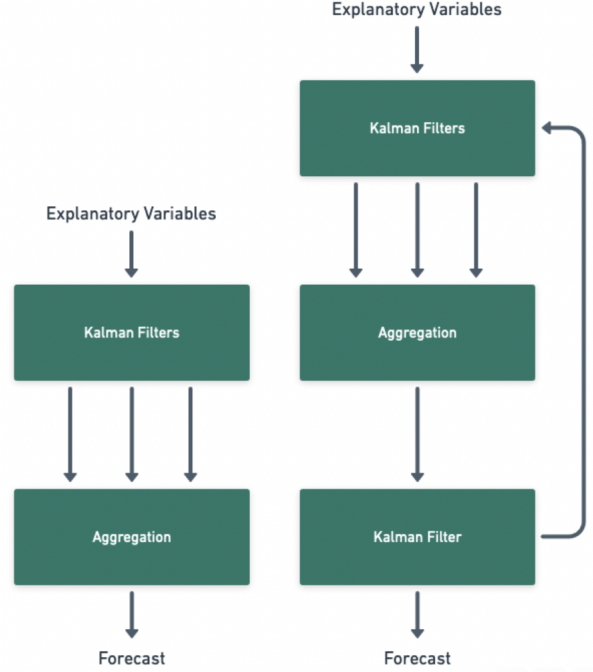 Explanatory Variables
Kalman Filters
Aggregation
Forecast
Explanatory Variables
Kalman Filters
Aggregation
Kalman Filter
Forecast